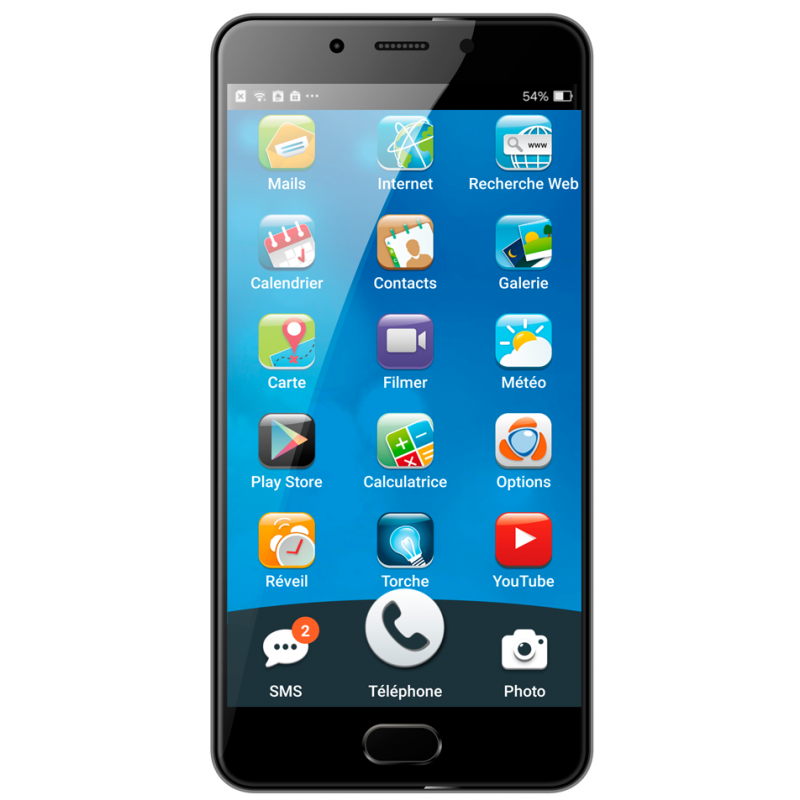 54%
Mails Internet Recherche Web
www
Calendrier Contacts Galerie
Carte Filmer Météo
Play Store Calculatrice Options
Réveil Torche YouTube
2
SMS Téléphone Photo